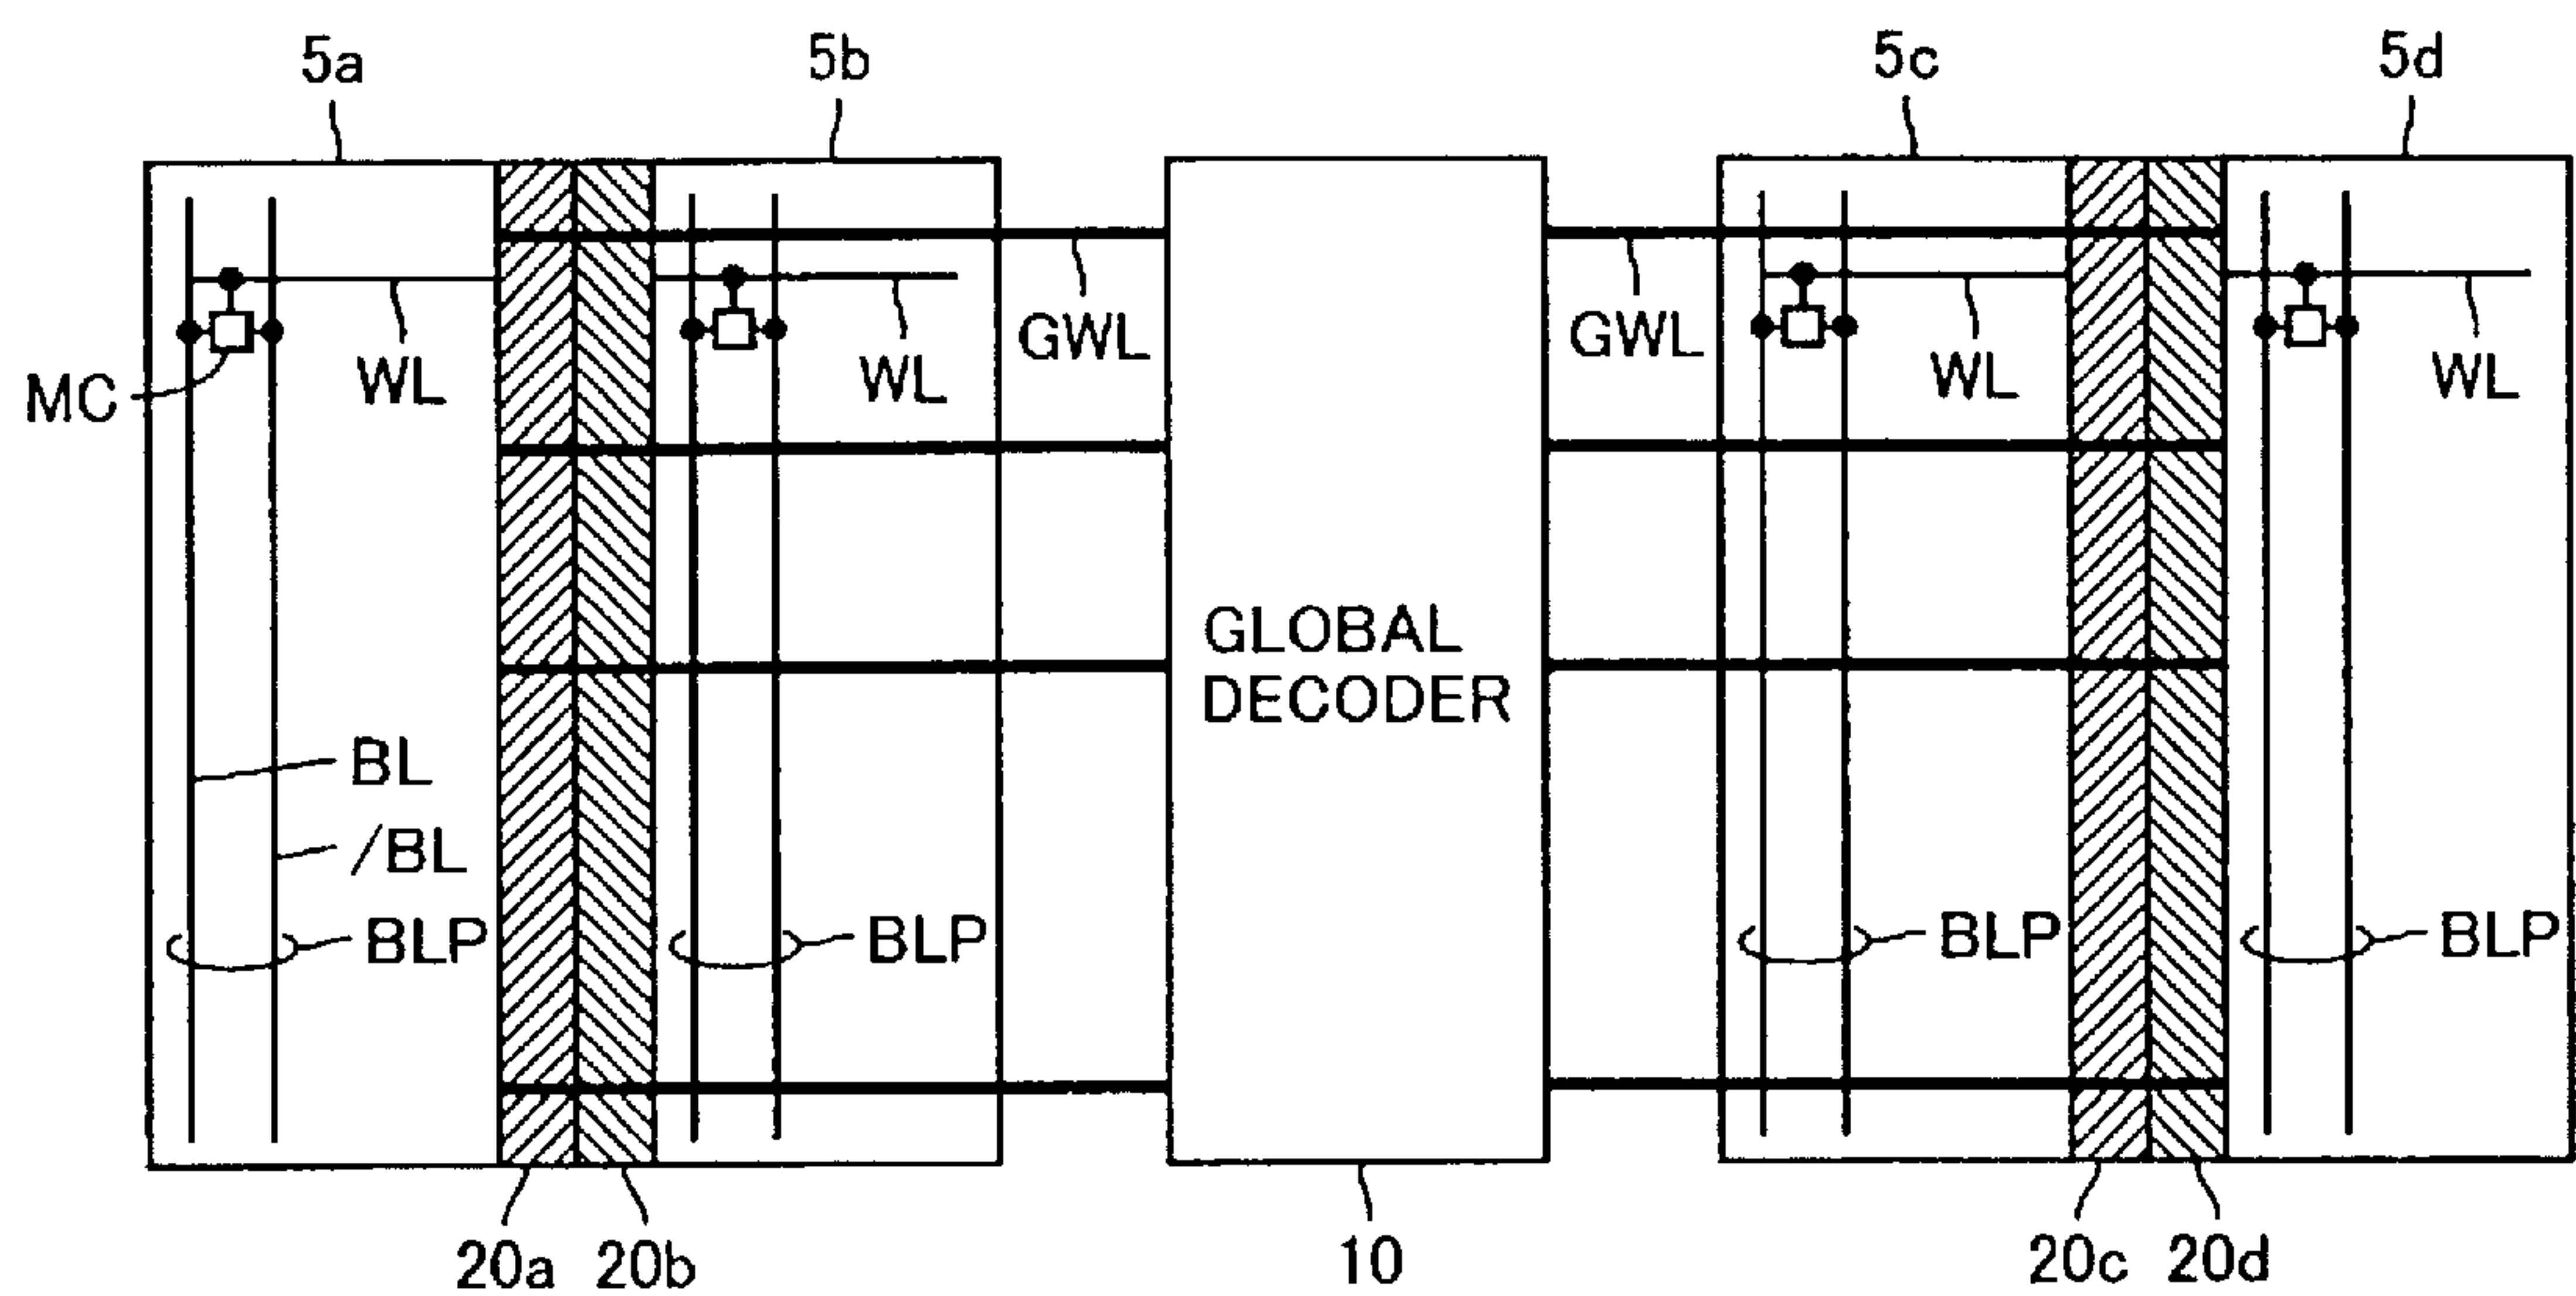 5a 5b 5c 5d
GWL GWL
MC WL WL WL WL
GLOBAL
DECODER
BL
/BL
BLP BLP BLP BLP
20a 20b 10 20c 20d